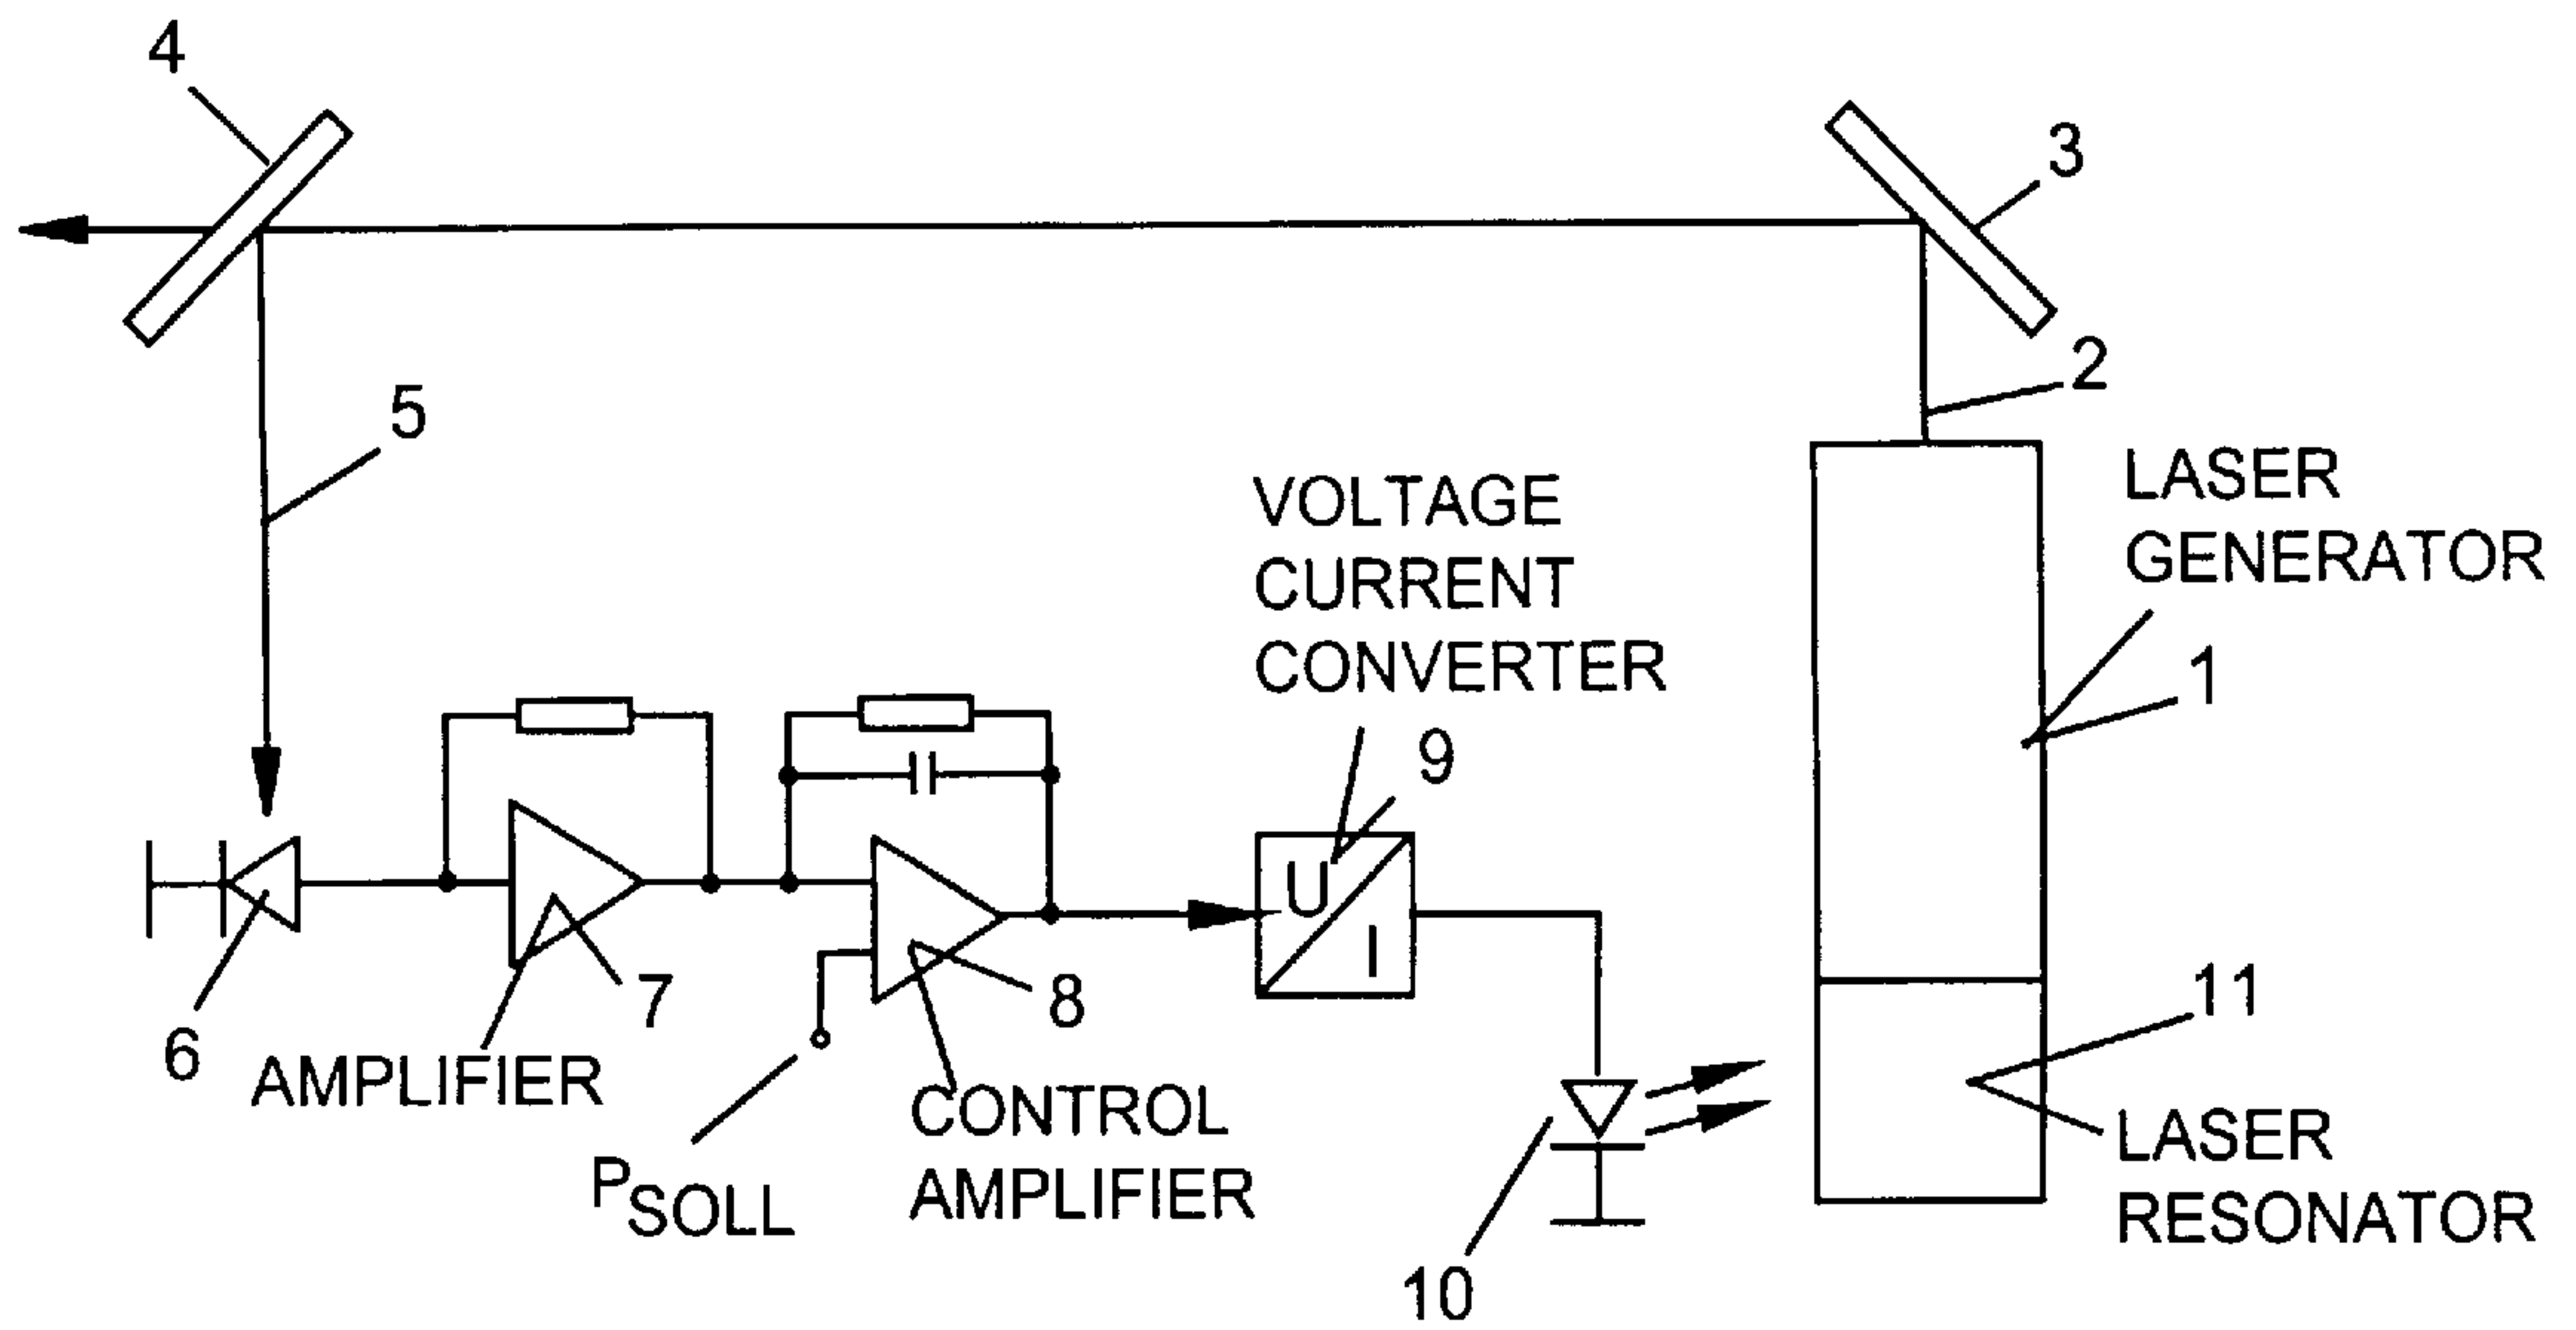 4
3
2
5
LASER
GENERATOR
VOLTAGE
CURRENT
CONVERTER
1
9
U
I
11
7
8
6
AMPLIFIER
PSOLL
CONTROL
AMPLIFIER
LASER
RESONATOR
10